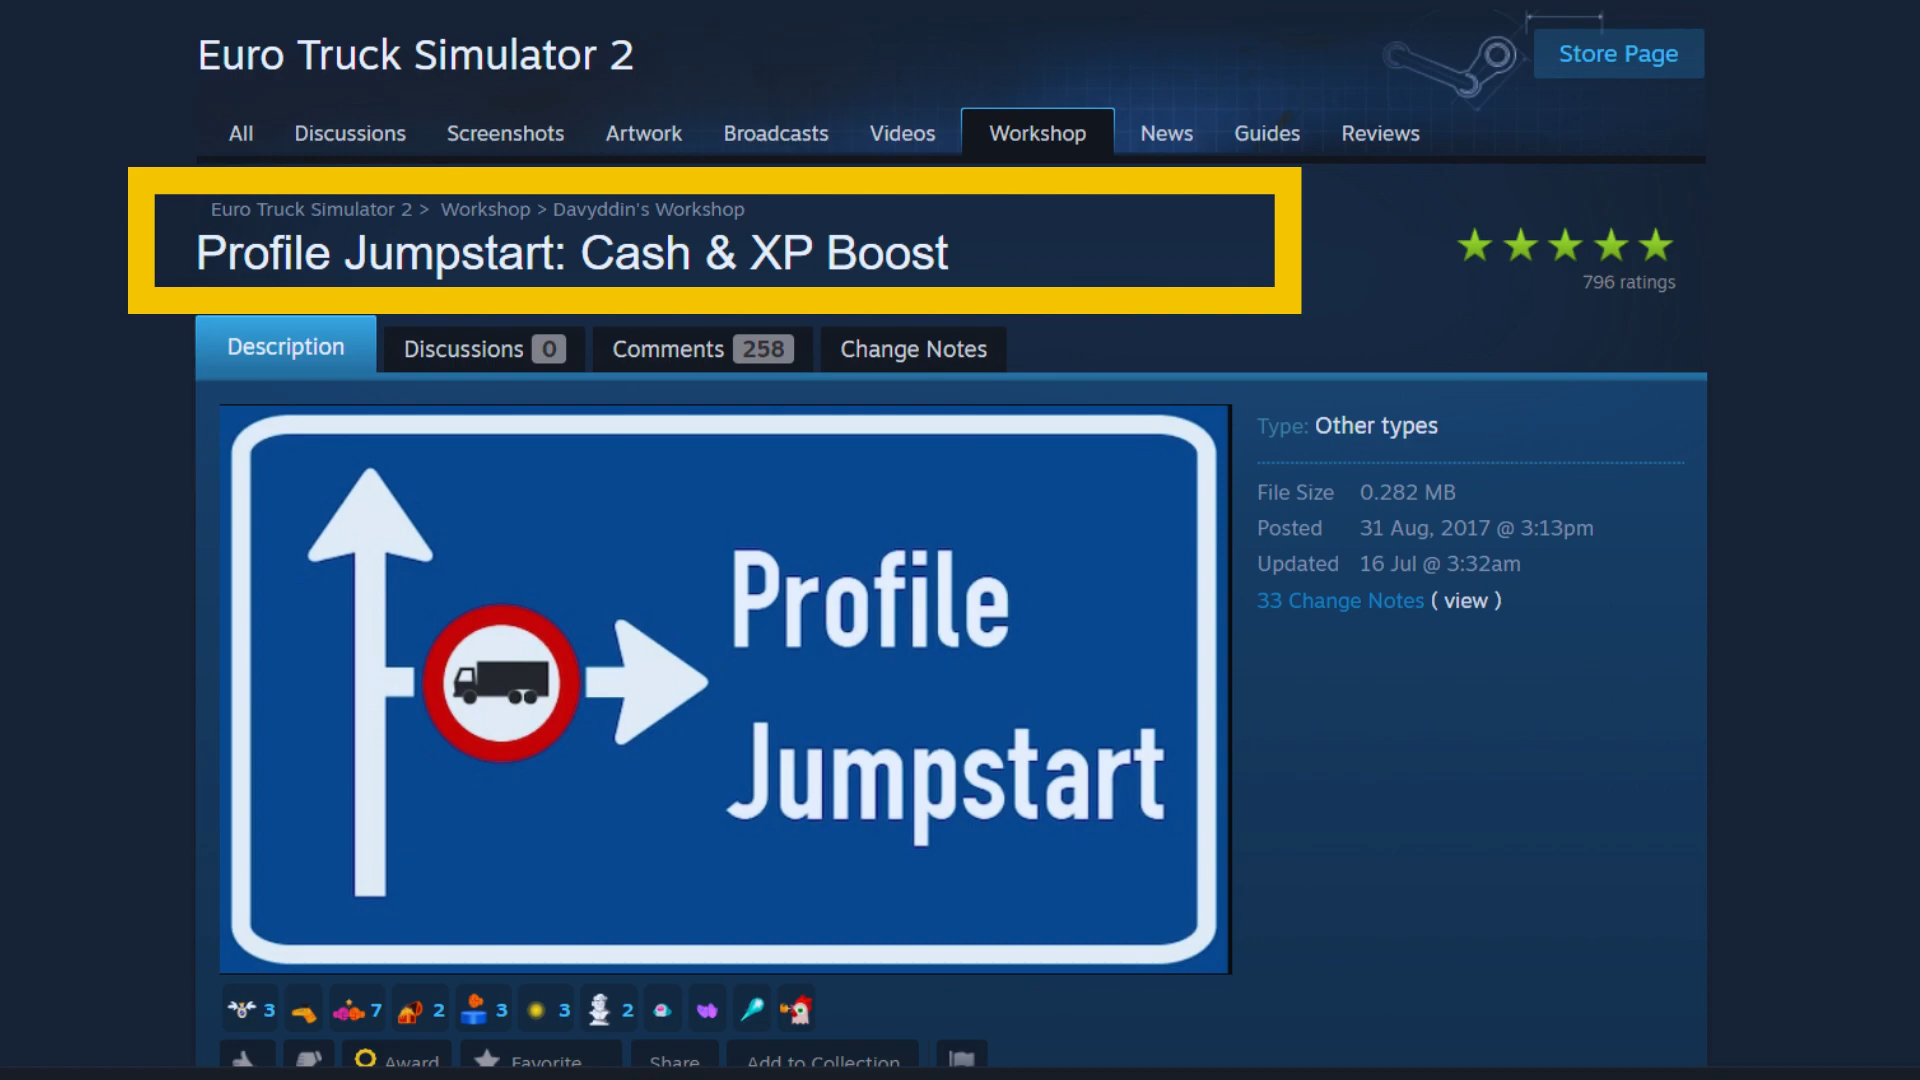 Euro Truck Simulator 2
Store Page
All Discussions Screenshots Artwork Broadcasts Videos Workshop News Guides Reviews
Euro Truck Simulator 2 > Workshop > Davyddin's Workshop
Profile Jumpstart: Cash & XP Boost
796 ratings
Description Discussions 0 Comments 258 Change Notes
Type: Other types
File Size 0.282 MB
Posted 31 Aug, 2017 @ 3:13pm
Updated 16 Jul @ 3:32am
33 Change Notes ( view )
Profile
Jumpstart
3 7 2 3 3 2
Award Favorite Share Add to Collection